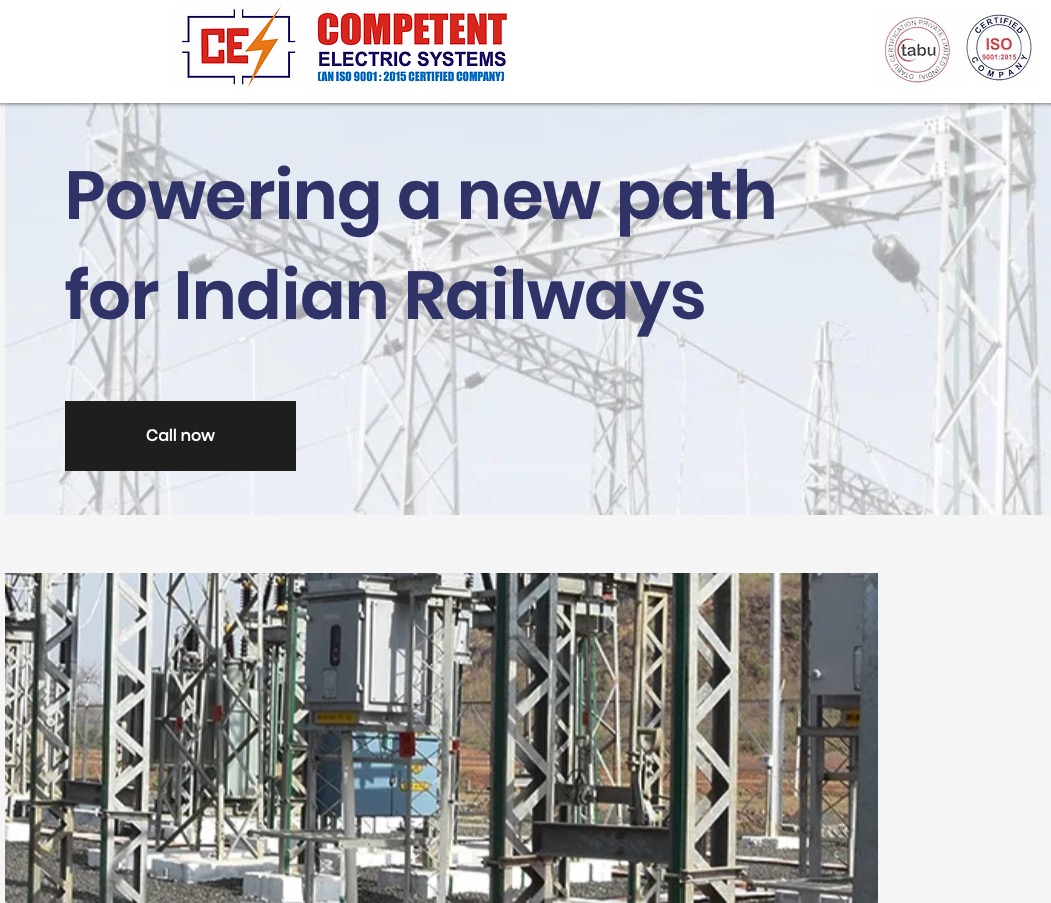 CES
COMPETENT
ELECTRIC SYSTEMS
(AN ISO 9001 : 2015 CERTIFIED COMPANY)
OTABU CERTIFICATION PRIVATE LIMITED (INDIA)
tabu
CERTIFIED
ISO
9001:2015
COMPANY
Powering a new path
for Indian Railways
Call now